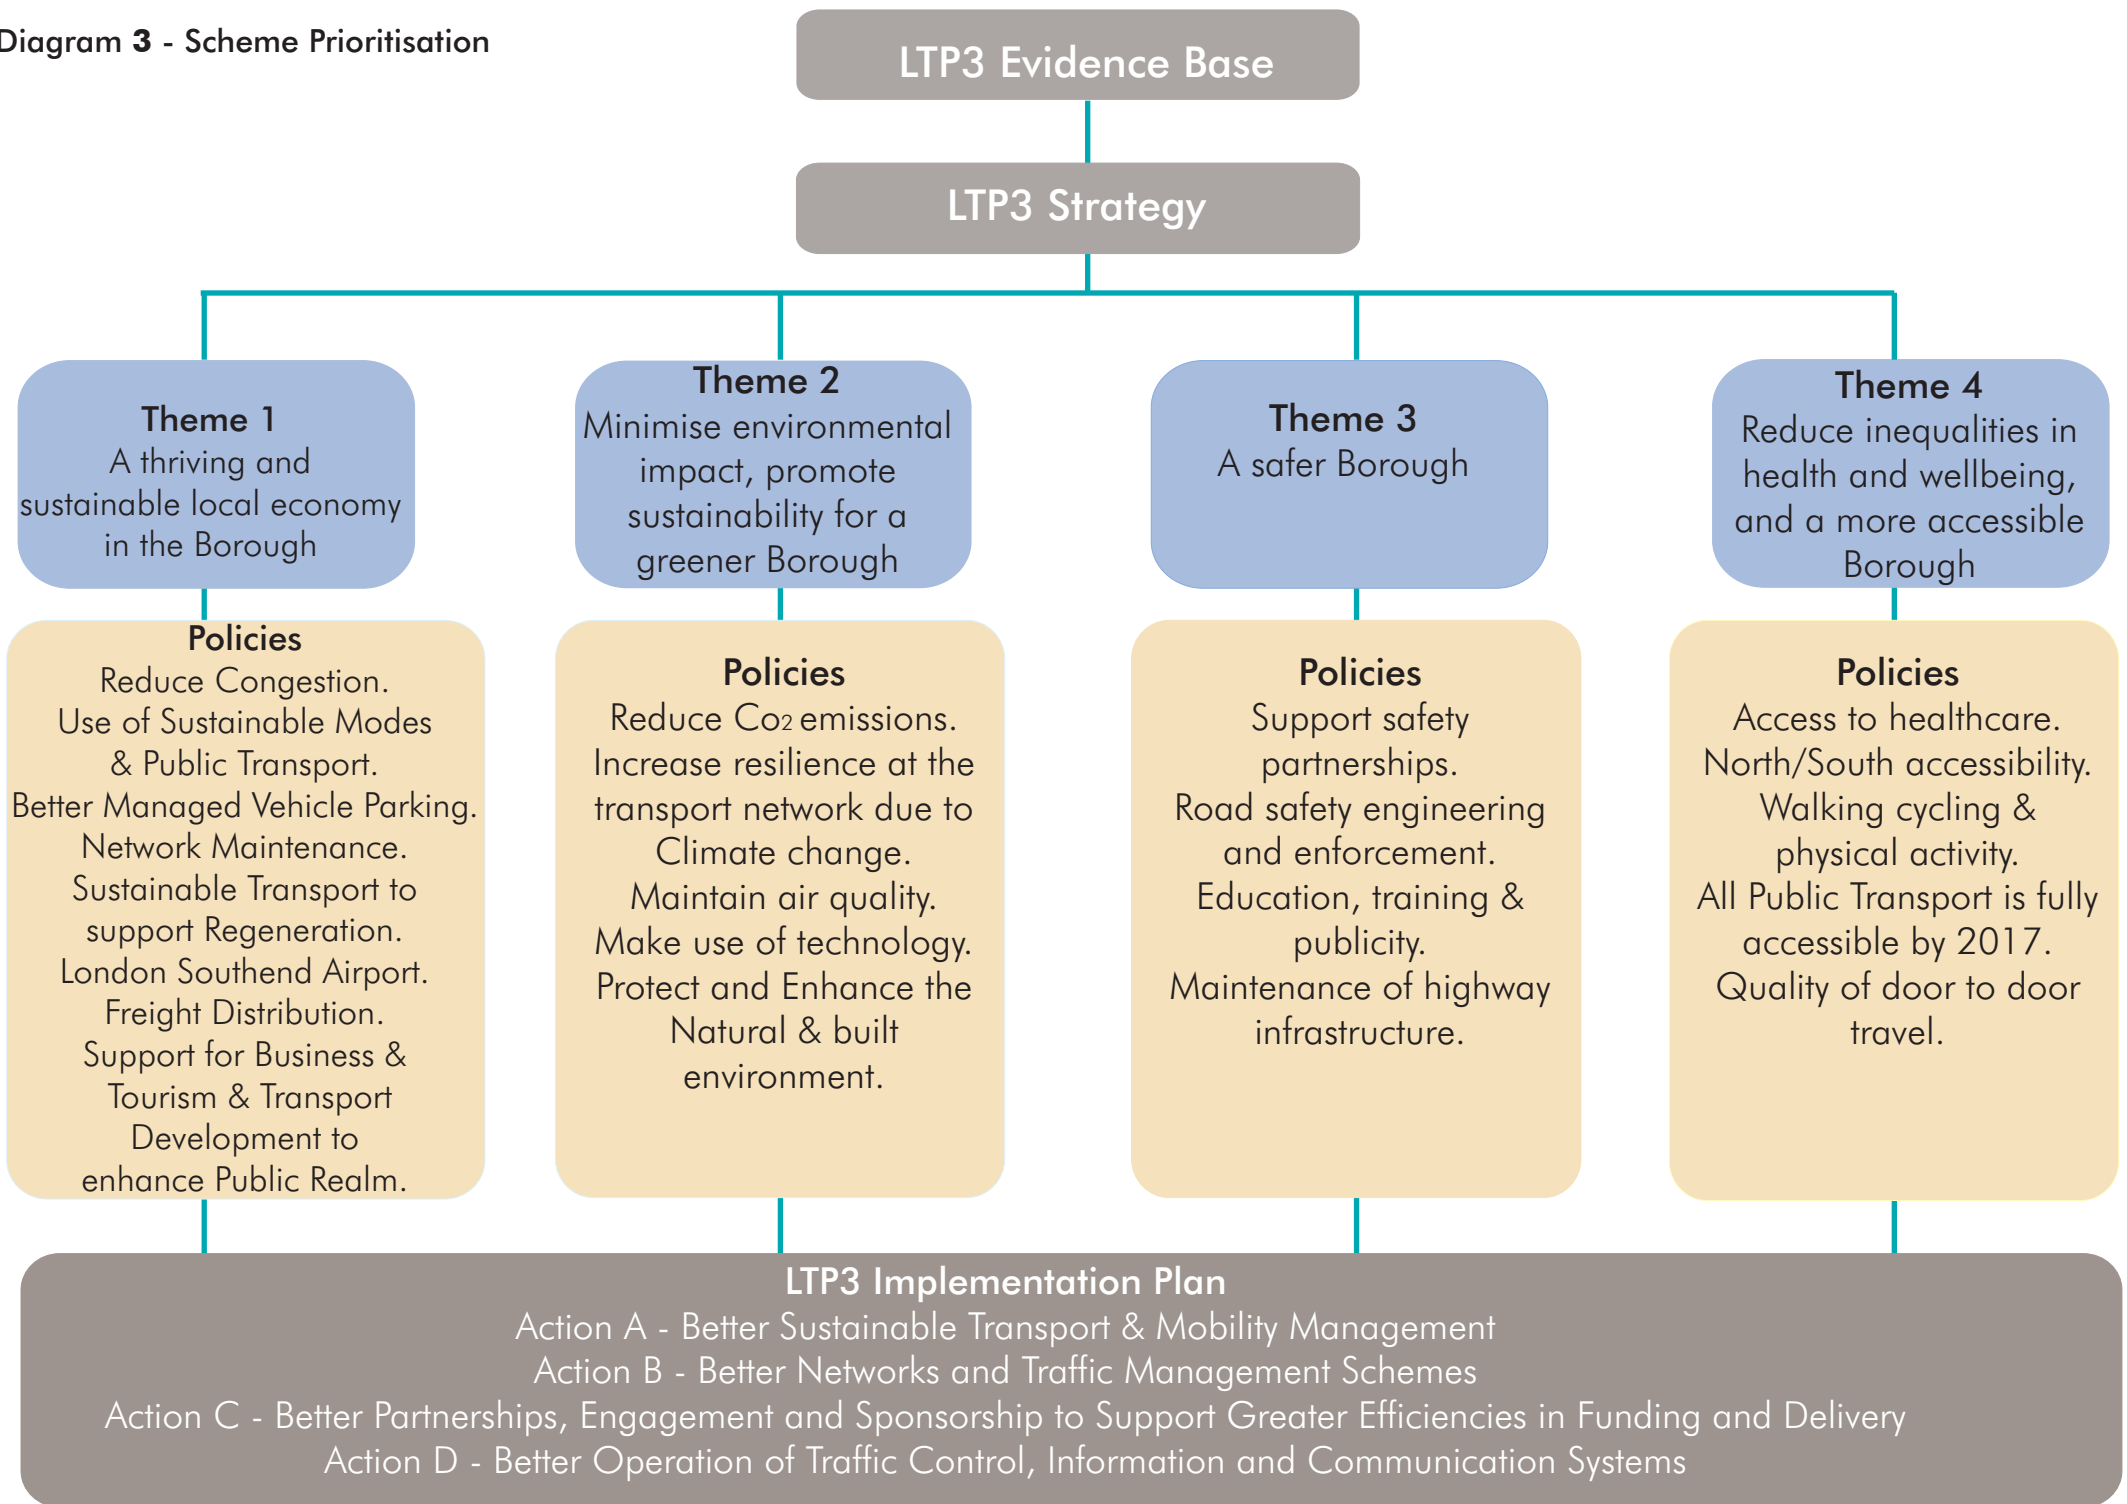 Diagram 3 - Scheme Prioritisation
LTP3 Evidence Base
LTP3 Strategy
Theme 1
A thriving and
sustainable local economy
in the Borough
Theme 2
Minimise environmental
impact, promote
sustainability for a
greener Borough
Theme 3
A safer Borough
Theme 4
Reduce inequalities in
health and wellbeing,
and a more accessible
Borough
Policies
Reduce Congestion.
Use of Sustainable Modes
& Public Transport.
Better Managed Vehicle Parking.
Network Maintenance.
Sustainable Transport to
support Regeneration.
London Southend Airport.
Freight Distribution.
Support for Business &
Tourism & Transport
Development to
enhance Public Realm.
Policies
Reduce Co2 emissions.
Increase resilience at the
transport network due to
Climate change.
Maintain air quality.
Make use of technology.
Protect and Enhance the
Natural & built
environment.
Policies
Support safety
partnerships.
Road safety engineering
and enforcement.
Education, training &
publicity.
Maintenance of highway
infrastructure.
Policies
Access to healthcare.
North/South accessibility.
Walking cycling &
physical activity.
All Public Transport is fully
accessible by 2017.
Quality of door to door
travel.
LTP3 Implementation Plan
Action A - Better Sustainable Transport & Mobility Management
Action B - Better Networks and Traffic Management Schemes
Action C - Better Partnerships, Engagement and Sponsorship to Support Greater Efficiencies in Funding and Delivery
Action D - Better Operation of Traffic Control, Information and Communication Systems